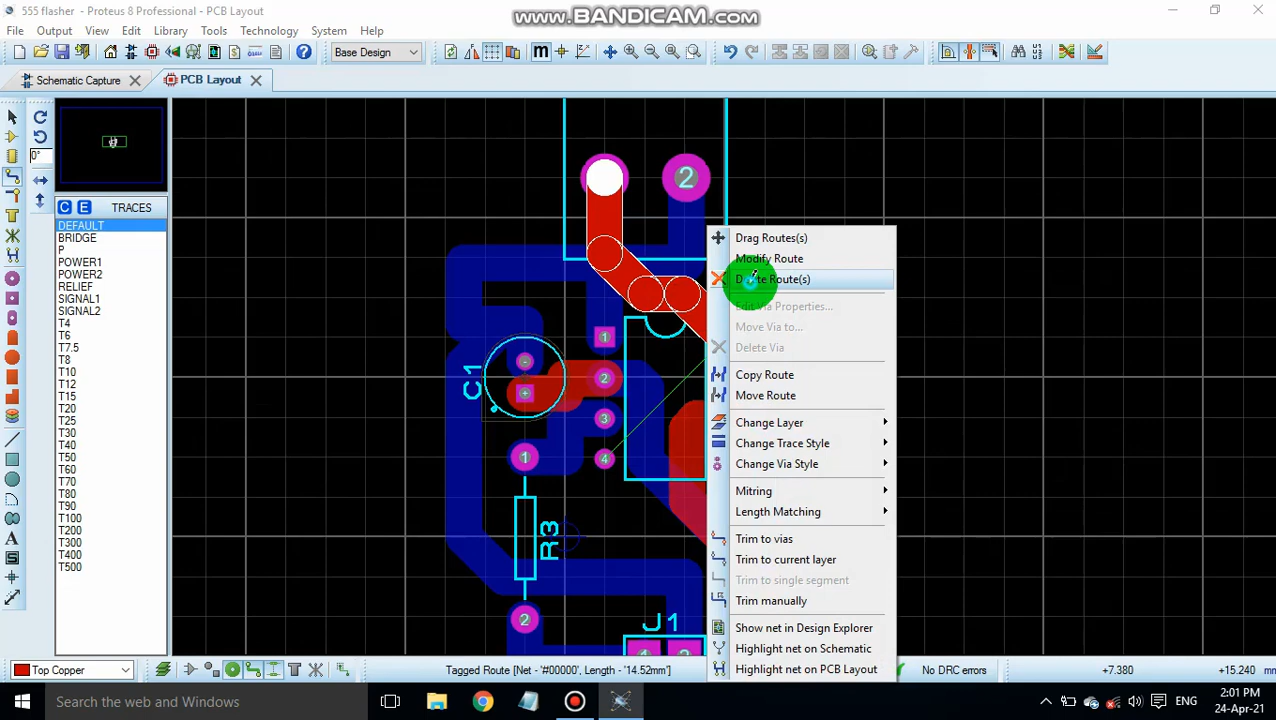 555 flasher - Proteus 8 Professional - PCB Layout
www.BANDICAM.com
File Output View Edit Library Tools Technology System Help
Base Design
Schematic Capture
PCB Layout
0°
C E TRACES
DEFAULT
BRIDGE
P
POWER1
POWER2
RELIEF
SIGNAL1
SIGNAL2
T4
T6
T7.5
T8
T10
T12
T15
T20
T25
T30
T40
T50
T60
T70
T80
T90
T100
T200
T300
T400
T500
2
C1
1
2
3
4
1
R3
2
J1
Drag Routes(s)
Modify Route
Delete Route(s)
Edit Via Properties...
Move Via to...
Delete Via
Copy Route
Move Route
Change Layer
Change Trace Style
Change Via Style
Mitring
Length Matching
Trim to vias
Trim to current layer
Trim to single segment
Trim manually
Show net in Design Explorer
Highlight net on Schematic
Highlight net on PCB Layout
Top Copper
Tagged Route [Net - '#00000', Length - '14.52mm']
No DRC errors
+7.380
+15.240
mm
Search Windows
ENG
2:01 PM
24-Apr-21